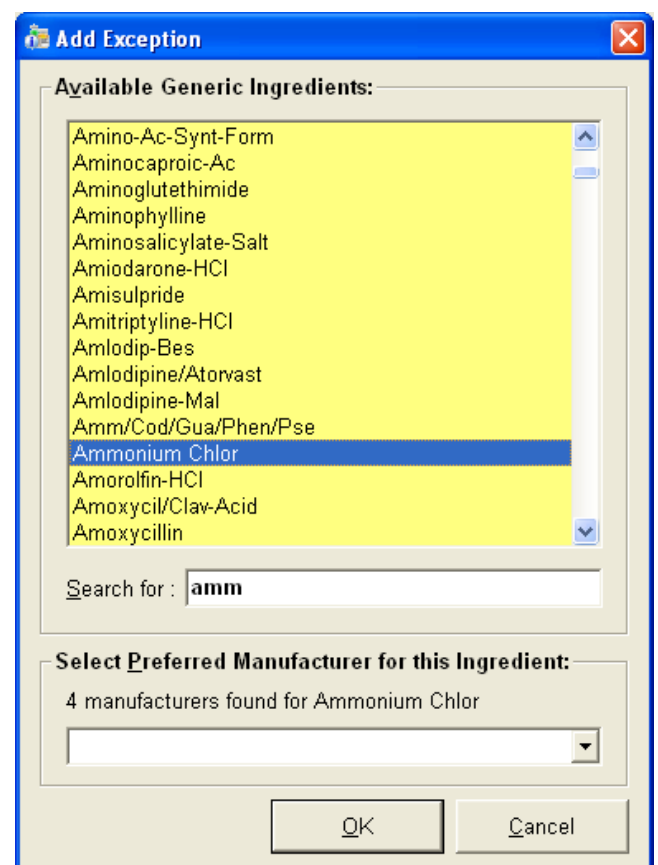 Add Exception
Available Generic Ingredients:
Amino-Ac-Synt-Form
Aminocaproic-Ac
Aminoglutethimide
Aminophylline
Aminosalicylate-Salt
Amiodarone-HCl
Amisulpride
Amitriptyline-HCl
Amlodip-Bes
Amlodipine/Atorvast
Amlodipine-Mal
Amm/Cod/Gua/Phen/Pse
Ammonium Chlor
Amorolfin-HCl
Amoxycil/Clav-Acid
Amoxycillin
Search for : amm
Select Preferred Manufacturer for this Ingredient:
4 manufacturers found for Ammonium Chlor
OK Cancel